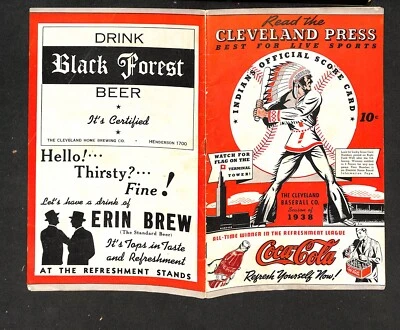 DRINK
Black Forest
BEER
It's Certified
THE CLEVELAND HOME BREWING CO. HENDERSON 1700
Hello!...
Thirsty?...
Fine!
Let's have a drink of
ERIN BREW
(The Standard Beer)
It's Tops in Taste
and Refreshment
AT THE REFRESHMENT STANDS
Read the
CLEVELAND PRESS
BEST FOR LIVE SPORTS
INDIANS OFFICIAL SCORE CARD
10¢
WATCH FOR
FLAG ON THE
TERMINAL
TOWER!
THE CLEVELAND
BASEBALL CO.
Season of
1938
ALL-TIME WINNER IN THE REFRESHMENT LEAGUE
Coca-Cola
Refresh Yourself Now!